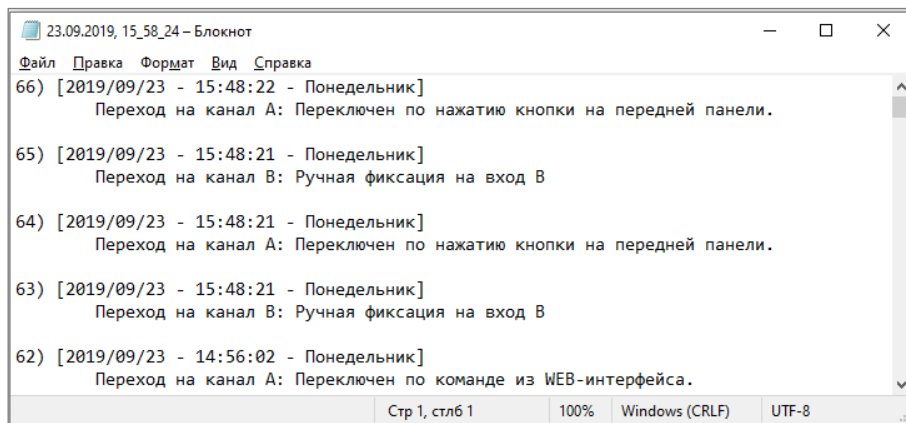 23.09.2019, 15_58_24 – Блокнот
Файл Правка Формат Вид Справка
66) [2019/09/23 - 15:48:22 - Понедельник]
Переход на канал A: Переключен по нажатию кнопки на передней панели.
65) [2019/09/23 - 15:48:21 - Понедельник]
Переход на канал B: Ручная фиксация на вход B
64) [2019/09/23 - 15:48:21 - Понедельник]
Переход на канал A: Переключен по нажатию кнопки на передней панели.
63) [2019/09/23 - 15:48:21 - Понедельник]
Переход на канал B: Ручная фиксация на вход B
62) [2019/09/23 - 14:56:02 - Понедельник]
Переход на канал A: Переключен по команде из WEB-интерфейса.
Стр 1, стлб 1 100% Windows (CRLF) UTF-8